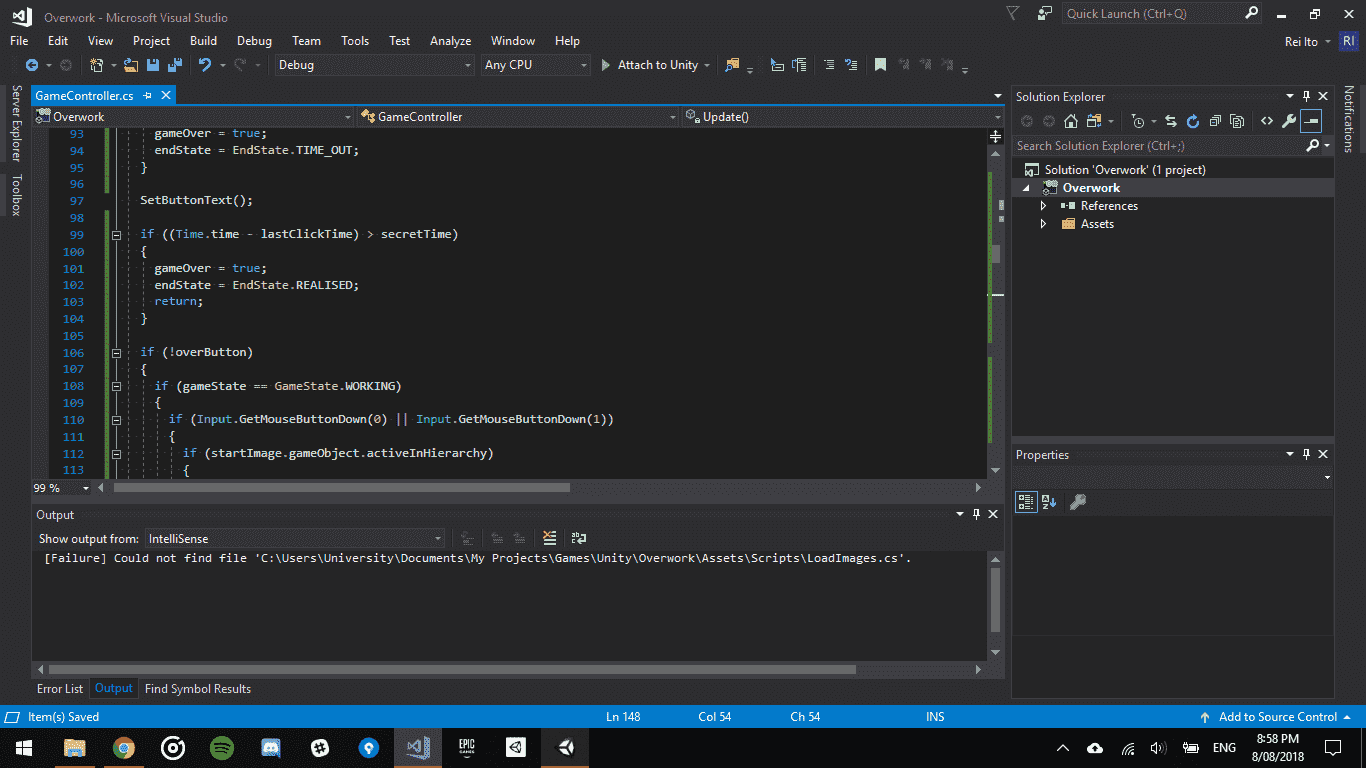 Overwork - Microsoft Visual Studio
Quick Launch (Ctrl+Q)
File Edit View Project Build Debug Team Tools Test Analyze Window Help
Rei Ito RI
Debug Any CPU Attach to Unity
Server Explorer
Toolbox
GameController.cs
Overwork GameController Update()
93 gameOver = true;
94 endState = EndState.TIME_OUT;
95 }
96
97 SetButtonText();
98
99 if ((Time.time - lastClickTime) > secretTime)
100 {
101 gameOver = true;
102 endState = EndState.REALISED;
103 return;
104 }
105
106 if (!overButton)
107 {
108 if (gameState == GameState.WORKING)
109 {
110 if (Input.GetMouseButtonDown(0) || Input.GetMouseButtonDown(1))
111 {
112 if (startImage.gameObject.activeInHierarchy)
113 {
99 %
Output
Show output from: IntelliSense
[Failure] Could not find file 'C:\Users\University\Documents\My Projects\Games\Unity\Overwork\Assets\Scripts\LoadImages.cs'.
Error List Output Find Symbol Results
Solution Explorer
Search Solution Explorer (Ctrl+;)
Solution 'Overwork' (1 project)
Overwork
References
Assets
Properties
Notifications
Item(s) Saved Ln 148 Col 54 Ch 54 INS Add to Source Control
EPIC GAMES
ENG
8:58 PM
8/08/2018